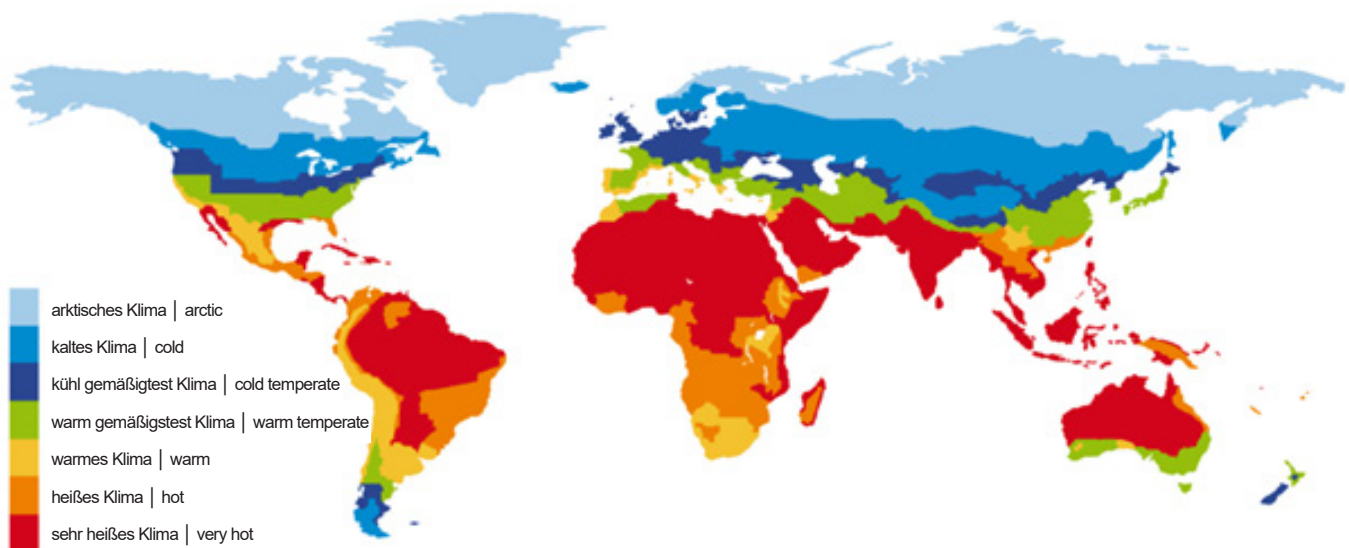 arktisches Klima | arctic
kaltes Klima | cold
kühl gemäßigtest Klima | cold temperate
warm gemäßigstest Klima | warm temperate
warmes Klima | warm
heißes Klima | hot
sehr heißes Klima | very hot